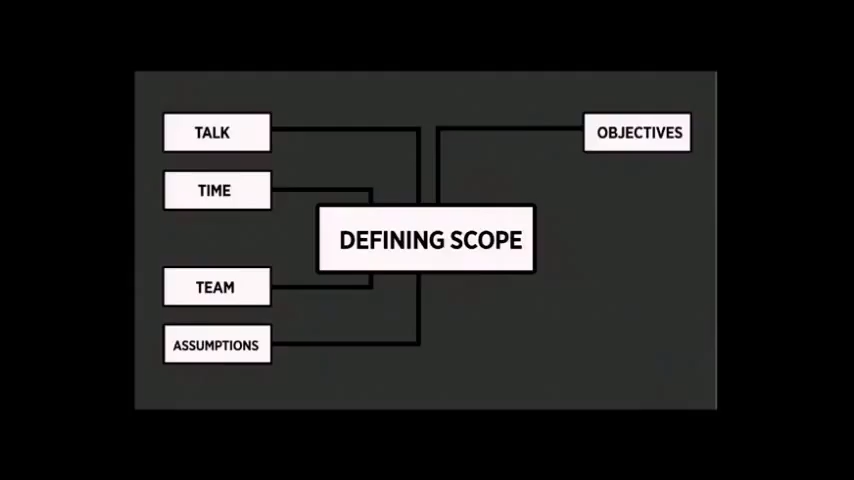 TALK
OBJECTIVES
TIME
DEFINING SCOPE
TEAM
ASSUMPTIONS